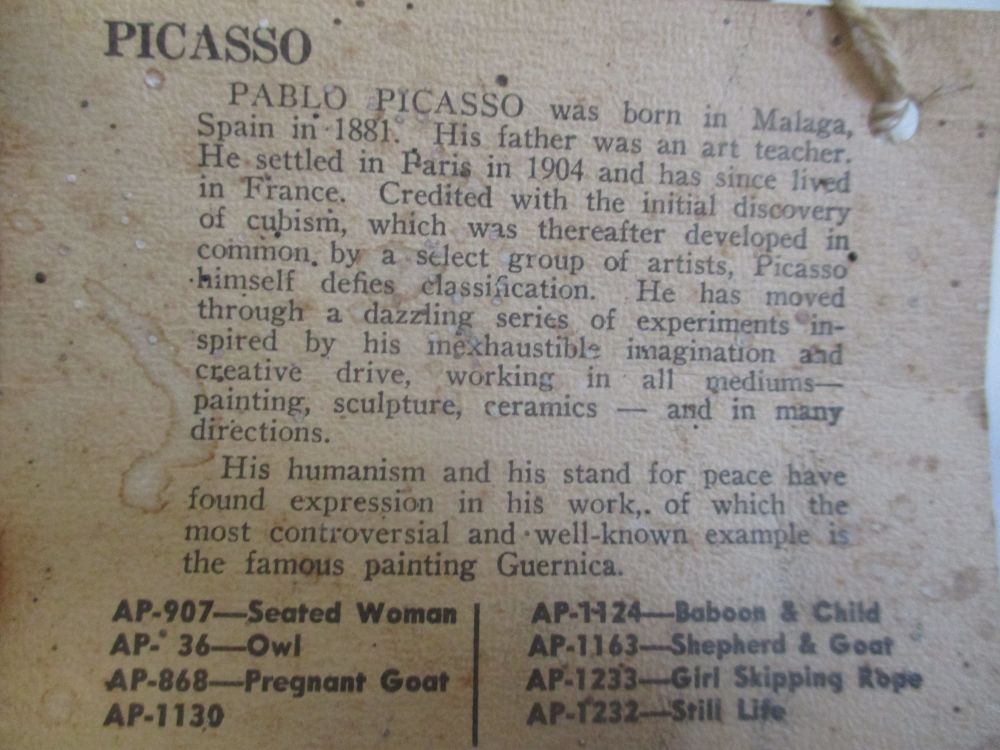 PICASSO
PABLO PICASSO was born in Malaga,
Spain in 1881. His father was an art teacher.
He settled in Paris in 1904 and has since lived
in France. Credited with the initial discovery
of cubism, which was thereafter developed in
common by a select group of artists, Picasso
himself defies classification. He has moved
through a dazzling series of experiments in-
spired by his inexhaustible imagination and
creative drive, working in all mediums—
painting, sculpture, ceramics — and in many
directions.
His humanism and his stand for peace have
found expression in his work, of which the
most controversial and well-known example is
the famous painting Guernica.
AP-907—Seated Woman
AP- 36—Owl
AP-868—Pregnant Goat
AP-1130
AP-1124—Baboon & Child
AP-1163—Shepherd & Goat
AP-1233—Girl Skipping Rope
AP-1232—Still Life